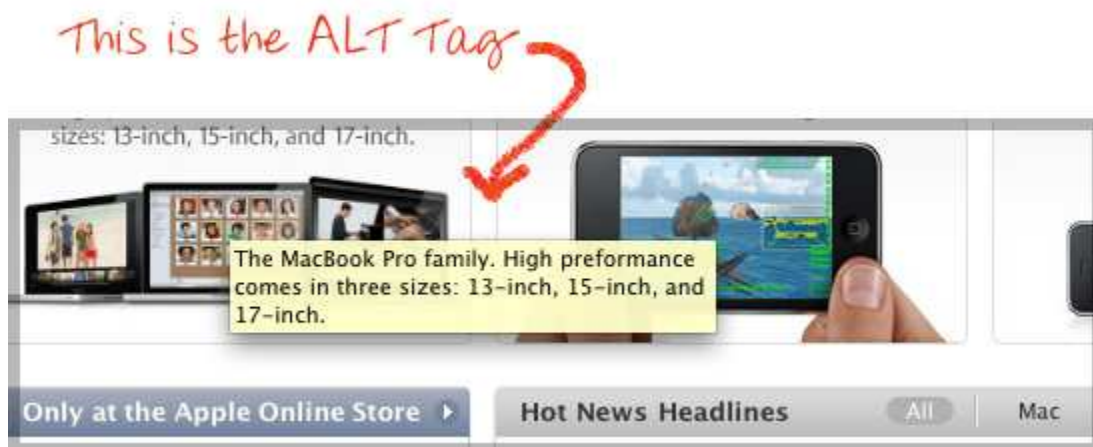 This is the ALT Tag
sizes: 13-inch, 15-inch, and 17-inch.
The MacBook Pro family. High preformance
comes in three sizes: 13-inch, 15-inch, and
17-inch.
Only at the Apple Online Store
Hot News Headlines
All
Mac